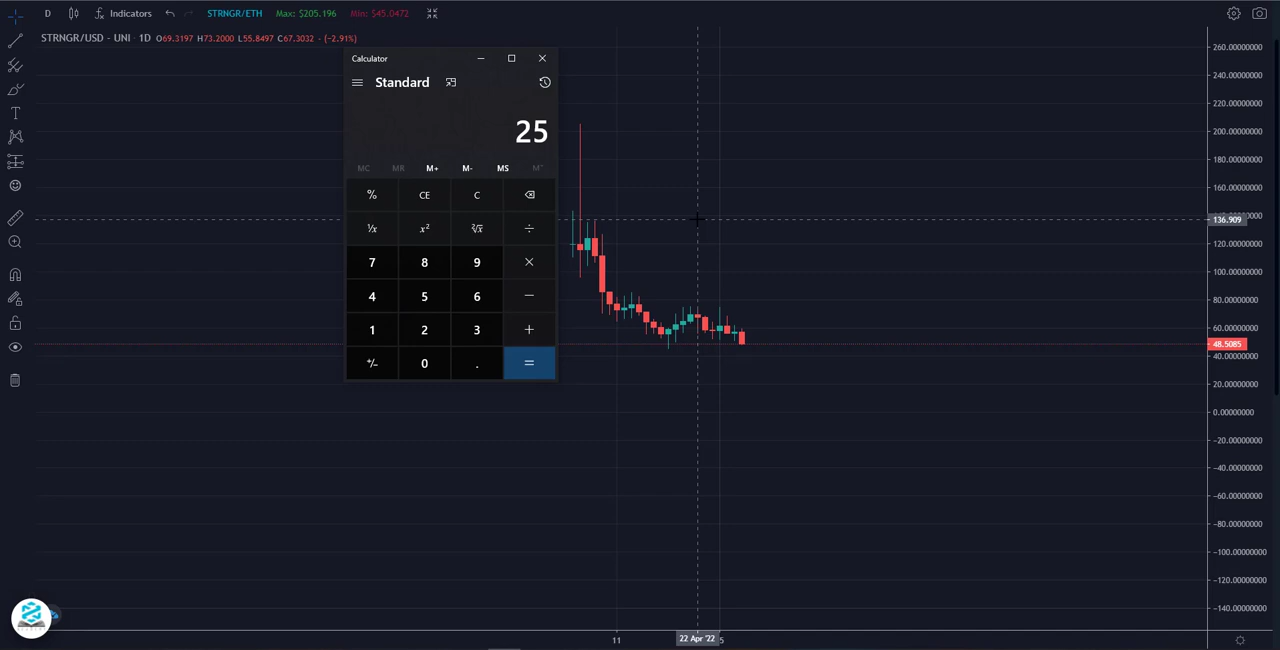 D Indicators STRNGR/ETH Max: $205.196 Min: $45.0472
STRNGR/USD - UNI · 1D O69.3197 H73.2000 L55.8497 C67.3032 - (-2.91%)
Calculator
Standard
25
MC MR M+ M- MS M˅
% CE C
¹/x x² ²√x ÷
7 8 9 ×
4 5 6 −
1 2 3 +
+/- 0 . =
260.00000000
240.00000000
220.00000000
200.00000000
180.00000000
160.00000000
136.909
120.00000000
100.00000000
80.00000000
60.00000000
48.5085
40.00000000
20.00000000
0.00000000
−20.00000000
−40.00000000
−60.00000000
−80.00000000
−100.00000000
−120.00000000
−140.00000000
11 22 Apr '22 5